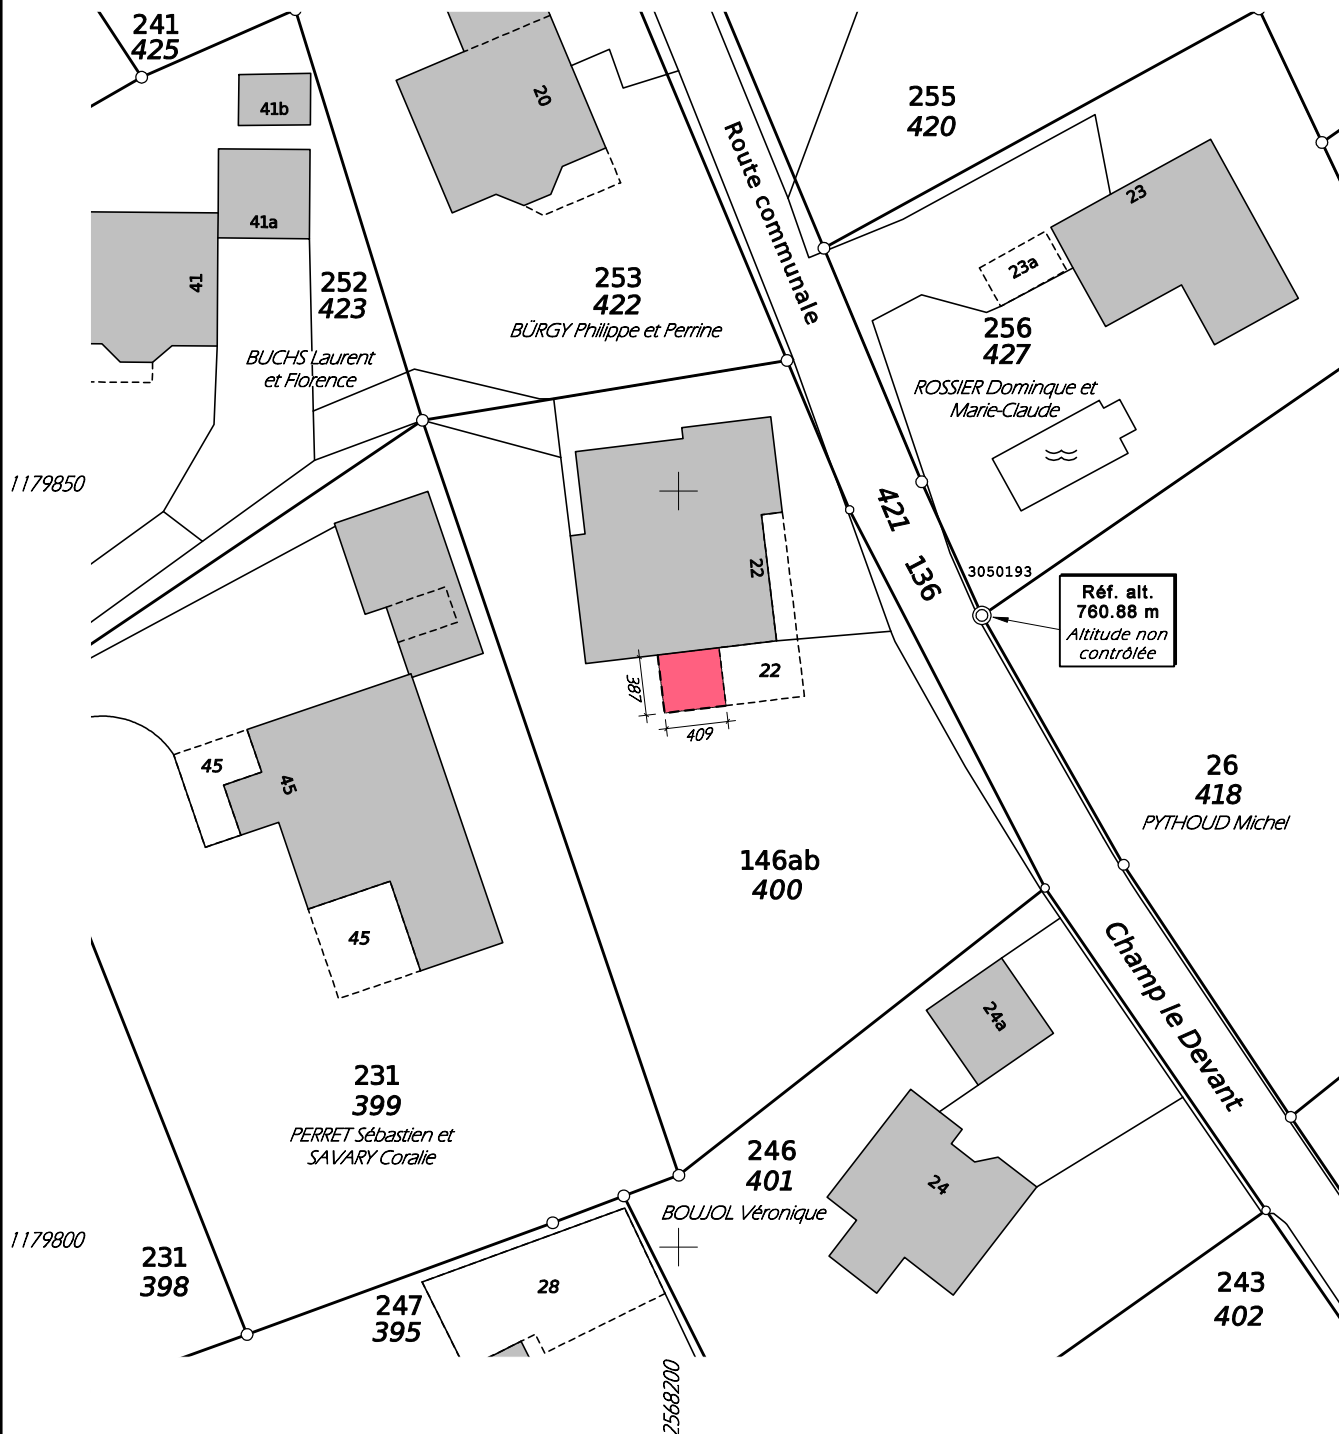 241
425
41b
20
255
420
Route communale
23
41a
41
252
423
253
422
BÜRGY Philippe et Perrine
23a
256
427
BUCHS Laurent
et Florence
ROSSIER Dominque et
Marie-Claude
1179850
421
136
22
3050193
Réf. alt.
760.88 m
Altitude non
contrôlée
22
387
409
45
45
26
418
PYTHOUD Michel
146ab
400
45
Champ le Devant
24a
231
399
PERRET Sébastien et
SAVARY Coralie
246
401
BOUJOL Véronique
24
1179800
231
398
247
395
28
243
402
2568200